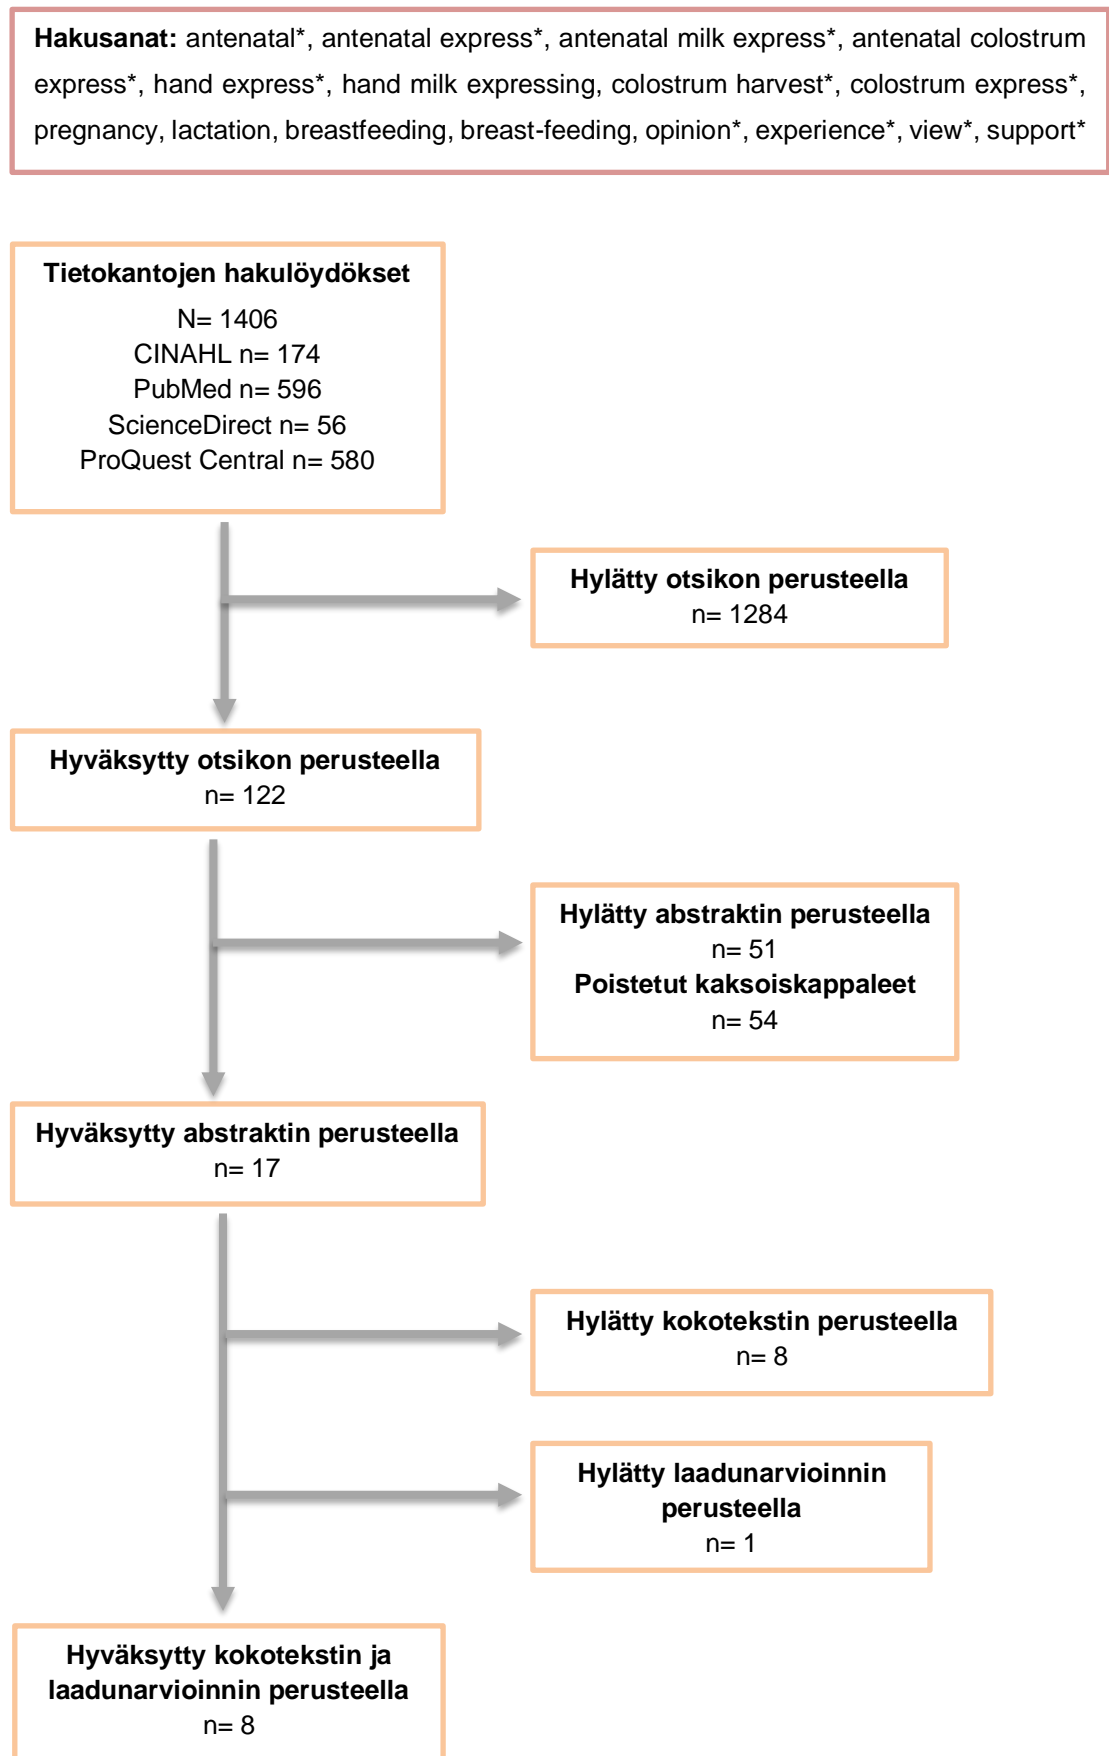 Hakusanat: antenatal*, antenatal express*, antenatal milk express*, antenatal colostrum
express*, hand express*, hand milk expressing, colostrum harvest*, colostrum express*,
pregnancy, lactation, breastfeeding, breast-feeding, opinion*, experience*, view*, support*
Tietokantojen hakulöydökset
N= 1406
CINAHL n= 174
PubMed n= 596
ScienceDirect n= 56
ProQuest Central n= 580
Hylätty otsikon perusteella
n= 1284
Hyväksytty otsikon perusteella
n= 122
Hylätty abstraktin perusteella
n= 51
Poistetut kaksoiskappaleet
n= 54
Hyväksytty abstraktin perusteella
n= 17
Hylätty kokotekstin perusteella
n= 8
Hylätty laadunarvioinnin
perusteella
n= 1
Hyväksytty kokotekstin ja
laadunarvioinnin perusteella
n= 8